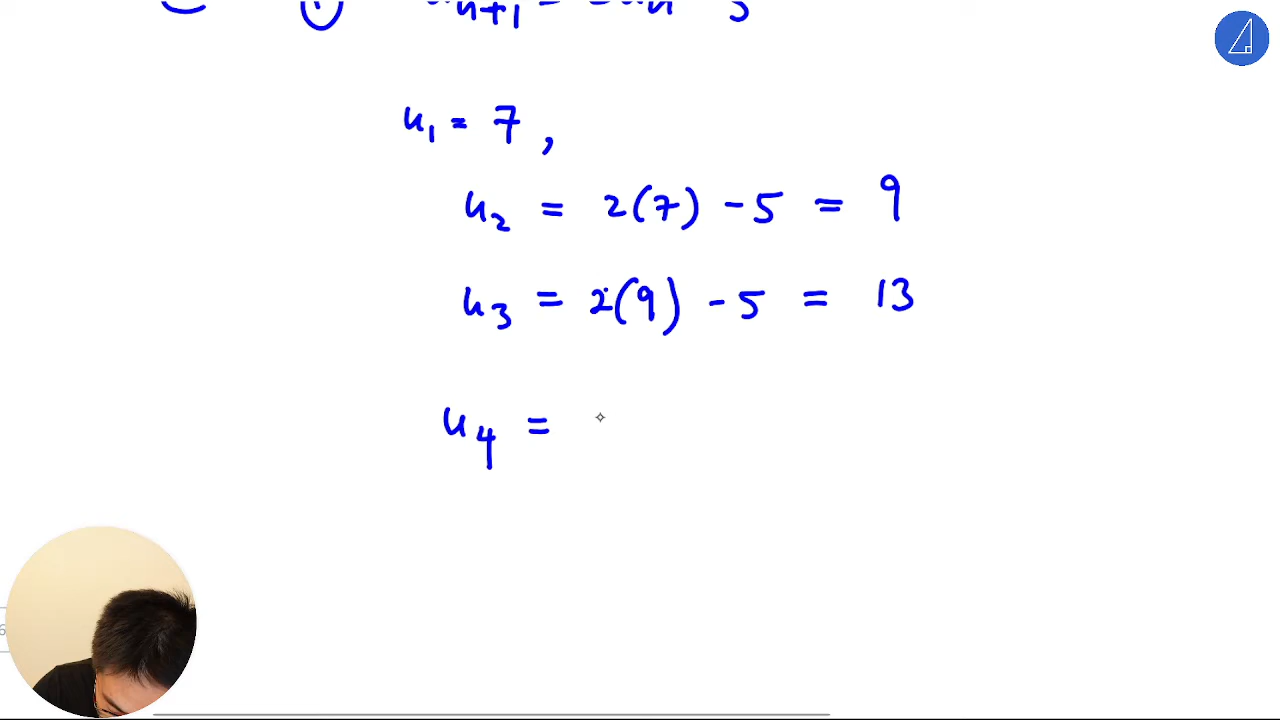 u₁ = 7 ,
u₂ = 2(7) - 5 = 9
u₃ = 2(9) - 5 = 13
u₄ =